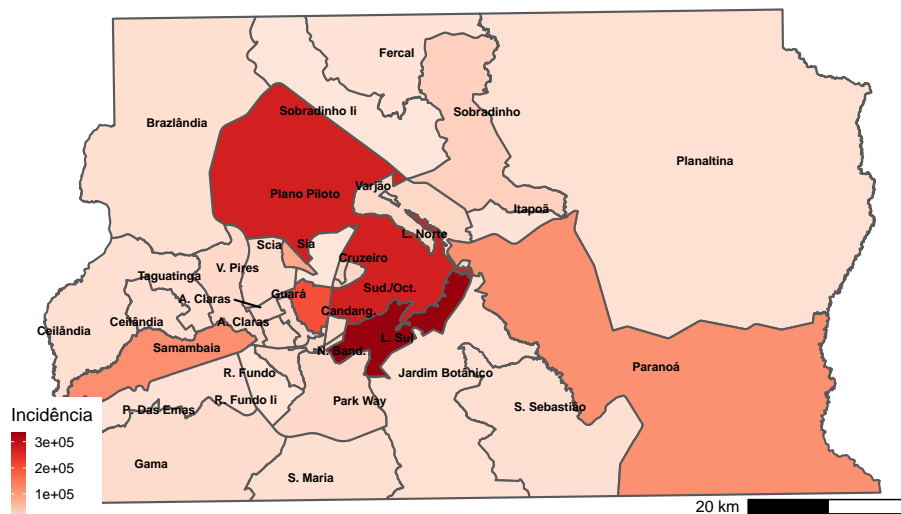 Fercal
Sobradinho Ii
Sobradinho
Brazlândia
Planaltina
Varjão
Plano Piloto
Itapoã
L. Norte
Scia
Sia
Cruzeiro
V. Pires
Taguatinga
Sud./Oct.
Guará
A. Claras
Candang.
Ceilândia
Ceilândia
A. Claras
L. Sul
Samambaia
N. Band.
Paranoá
R. Fundo
Jardim Botânico
R. Fundo Ii
Park Way
P. Das Emas
S. Sebastião
Gama
S. Maria
Incidência
3e+05
2e+05
1e+05
20 km